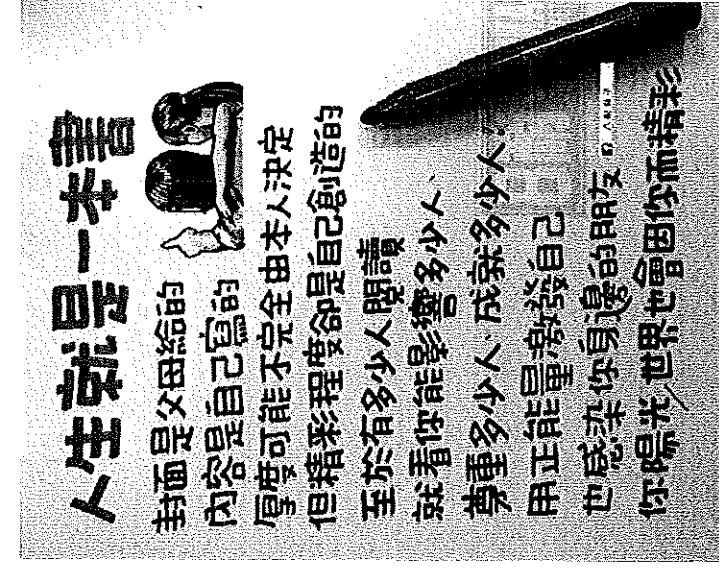 人生就是一本書
封面是父母給的
內容是自己寫的
厚度可能不完全由本人決定
但精彩程度卻是自己創造的
至於有多少人閱讀
就看你能影響多少人、
尊重多少人、成就多少人，
用正能量激發自己
也感染你身邊的朋友
你陽光╱世界也會因你而精彩